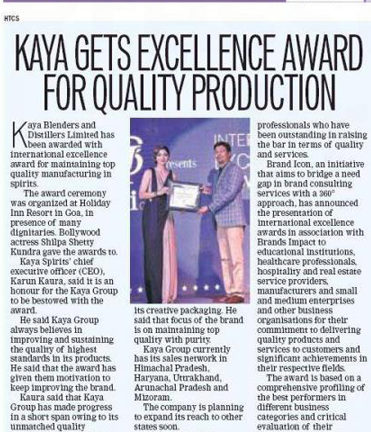 HTCS
KAYA GETS EXCELLENCE AWARD
FOR QUALITY PRODUCTION
Kaya Blenders and
Distillers Limited has
been awarded with
international excellence
award for maintaining top
quality manufacturing in
spirits.
The award ceremony
was organized at Holiday
Inn Resort in Goa, in
presence of many
dignitaries. Bollywood
actress Shilpa Shetty
Kundra gave the awards to.
Kaya Spirits' chief
executive officer (CEO),
Karun Kaura, said it is an
honour for the Kaya Group
to be bestowed with the
award.
He said Kaya Group
always believes in
improving and sustaining
the quality of highest
standards in its products.
He said that the award has
given them motivation to
keep improving the brand.
Kaura said that Kaya
Group has made progress
in a short span owing to its
unmatched quality
esents
INTE
its creative packaging. He
said that focus of the brand
is on maintaining top
quality with purity.
Kaya Group currently
has its sales network in
Himachal Pradesh,
Haryana, Uttrakhand,
Arunachal Pradesh and
Mizoram.
The company is planning
to expand its reach to other
states soon.
professionals who have
been outstanding in raising
the bar in terms of quality
and services.
Brand Icon, an initiative
that aims to bridge a need
gap in brand consulting
services with a 360°
approach, has announced
the presentation of
international excellence
awards in association with
Brands Impact to
educational institutions,
healthcare professionals,
hospitality and real estate
service providers,
manufacturers and small
and medium enterprises
and other business
organisations for their
commitment to delivering
quality products and
services to customers and
significant achievements in
their respective fields.
The award is based on a
comprehensive profiling of
the best performers in
different business
categories and critical
evaluation of their